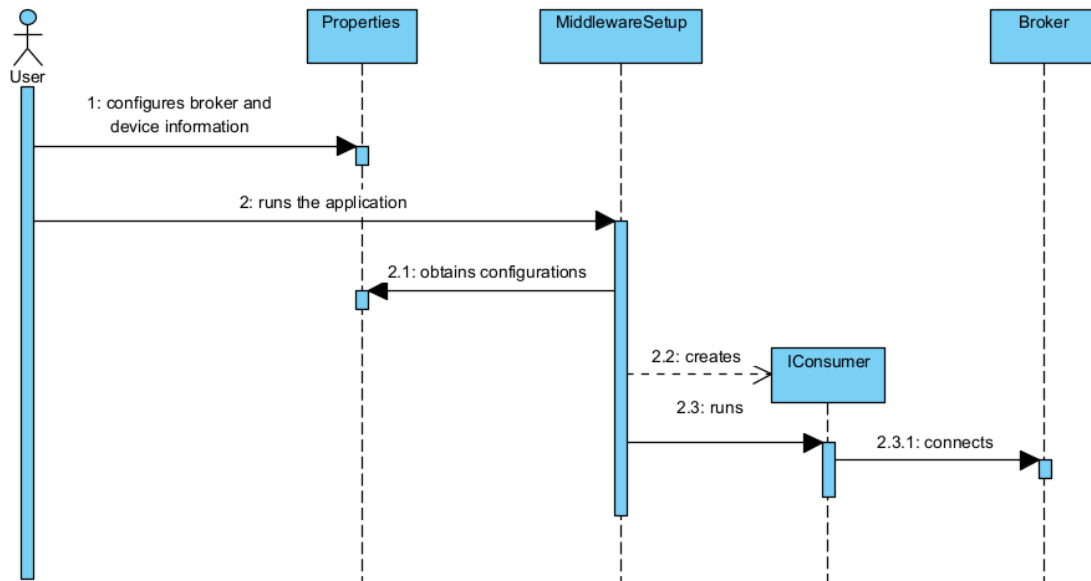 Properties
MiddlewareSetup
Broker
User
1: configures broker and
device information
2: runs the application
2.1: obtains configurations
2.2: creates
IConsumer
2.3: runs
2.3.1: connects